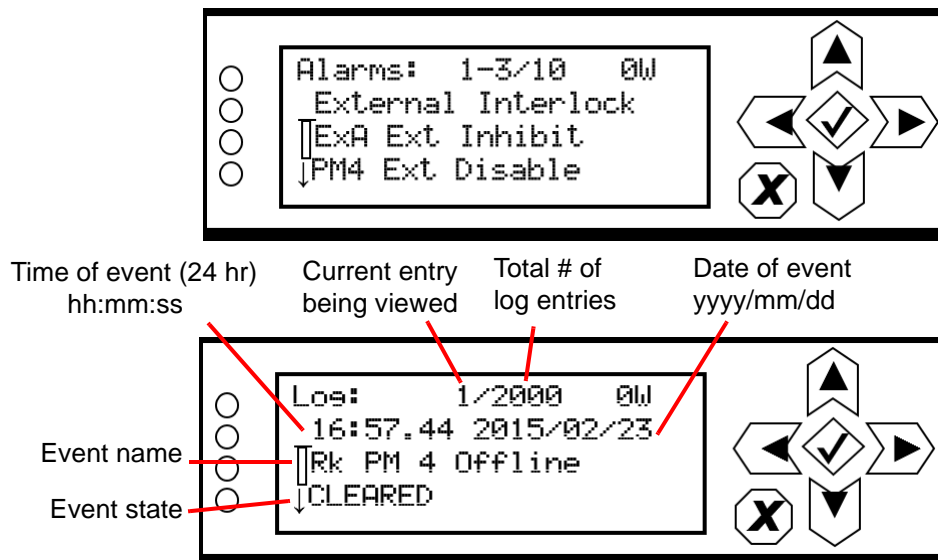 Alarms: 1-3/10 0W
External Interlock
ExA Ext Inhibit
↓PM4 Ext Disable
X
Time of event (24 hr)
hh:mm:ss
Current entry
being viewed
Total # of
log entries
Date of event
yyyy/mm/dd
Log: 1/2000 0W
16:57.44 2015/02/23
Event name
Rk PM 4 Offline
Event state
↓CLEARED
X